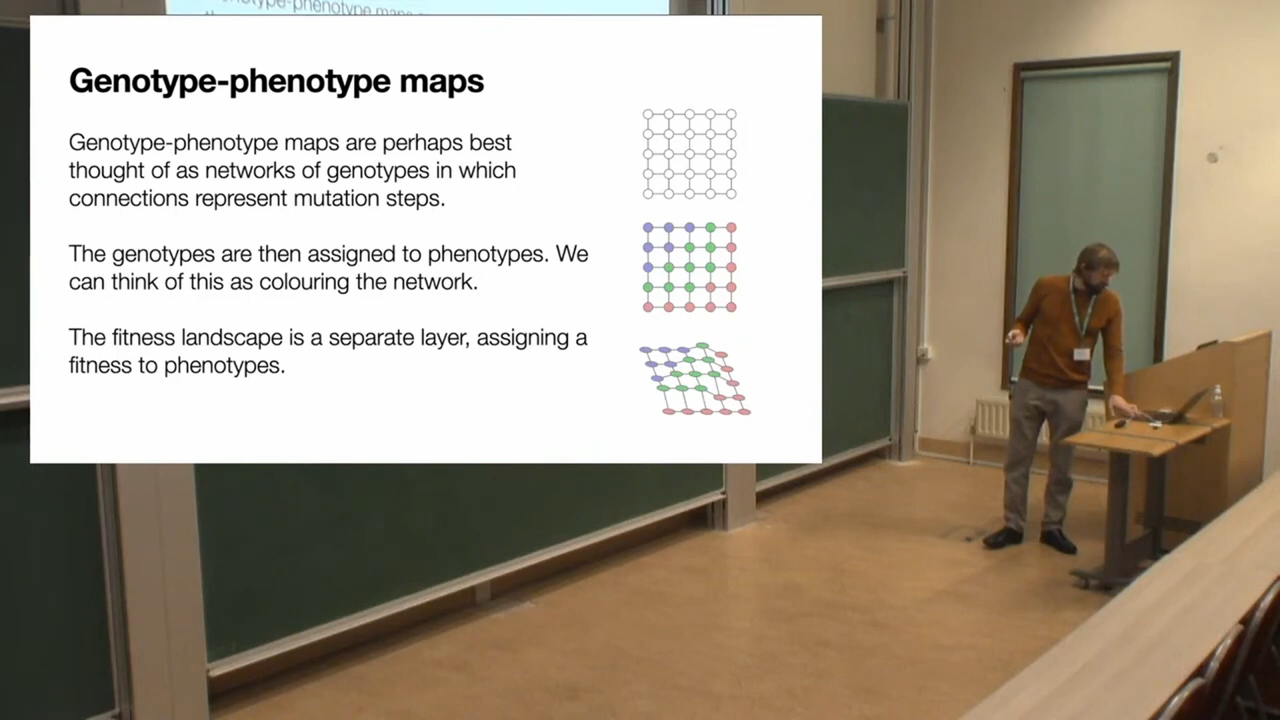 Genotype-phenotype maps
Genotype-phenotype maps are perhaps best
thought of as networks of genotypes in which
connections represent mutation steps.
The genotypes are then assigned to phenotypes. We
can think of this as colouring the network.
The fitness landscape is a separate layer, assigning a
fitness to phenotypes.